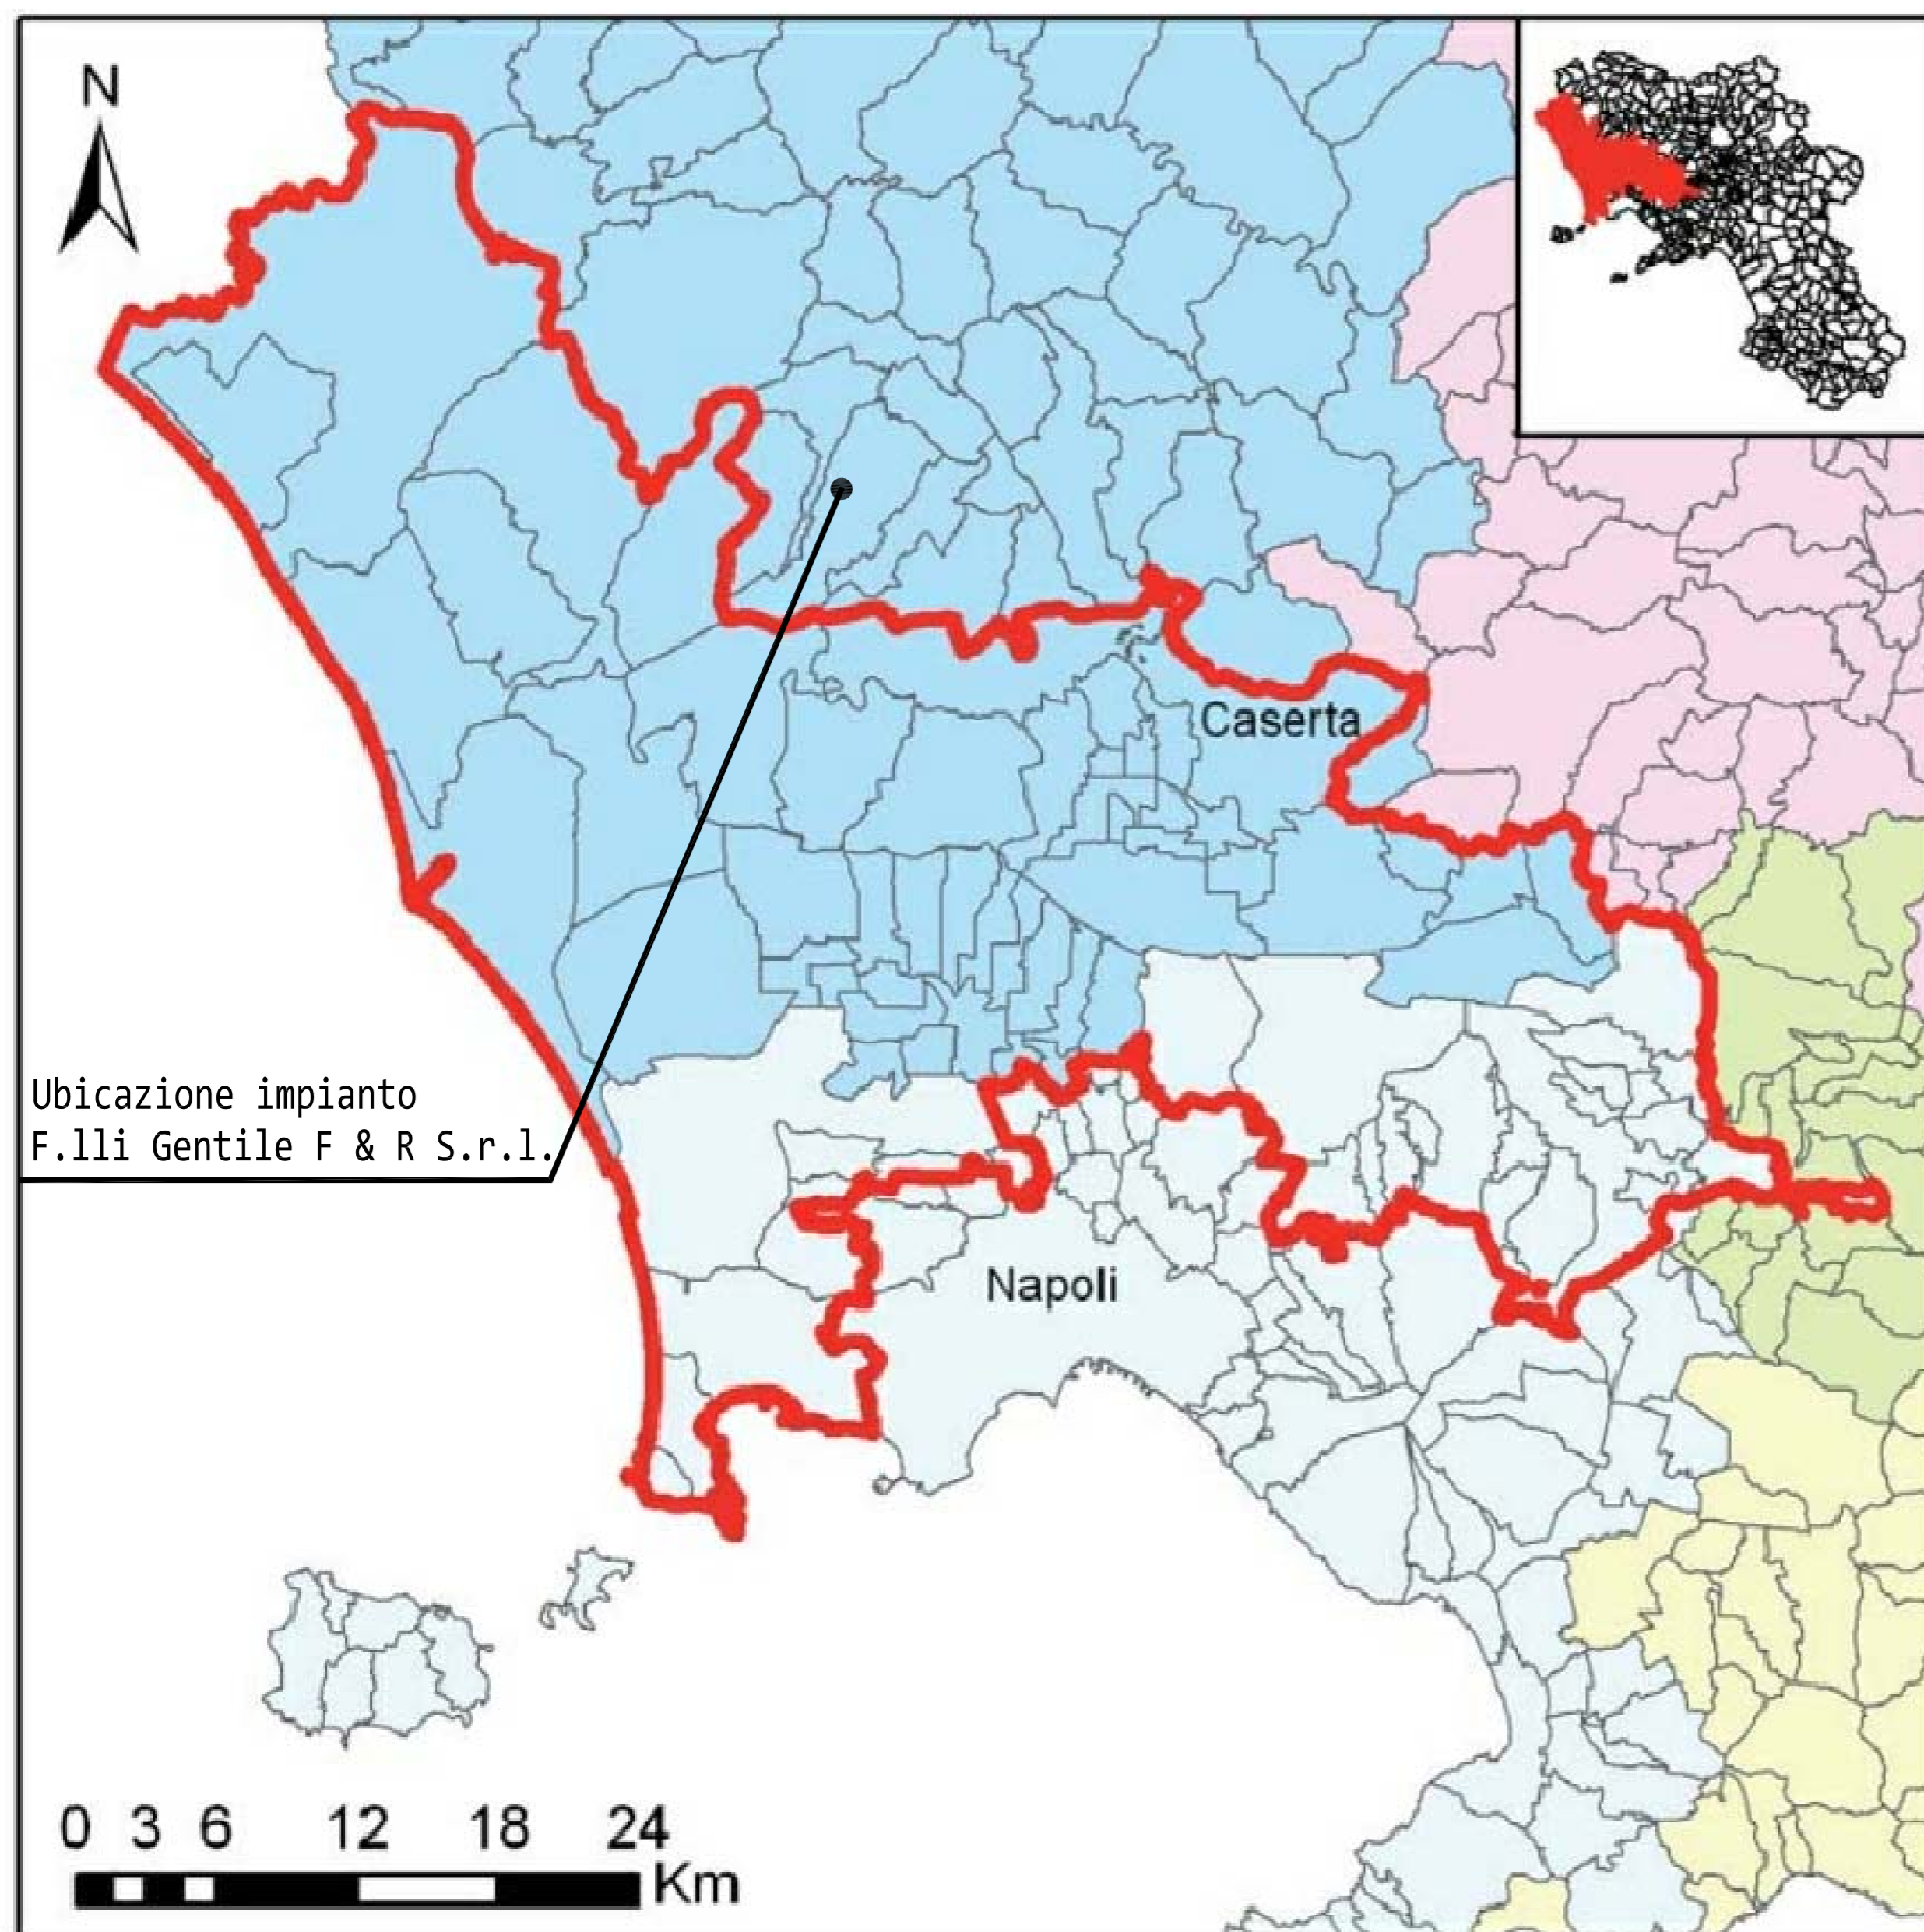 N
Caserta
Ubicazione impianto
F.lli Gentile F & R S.r.l.
Napoli
0 3 6 12 18 24
Km